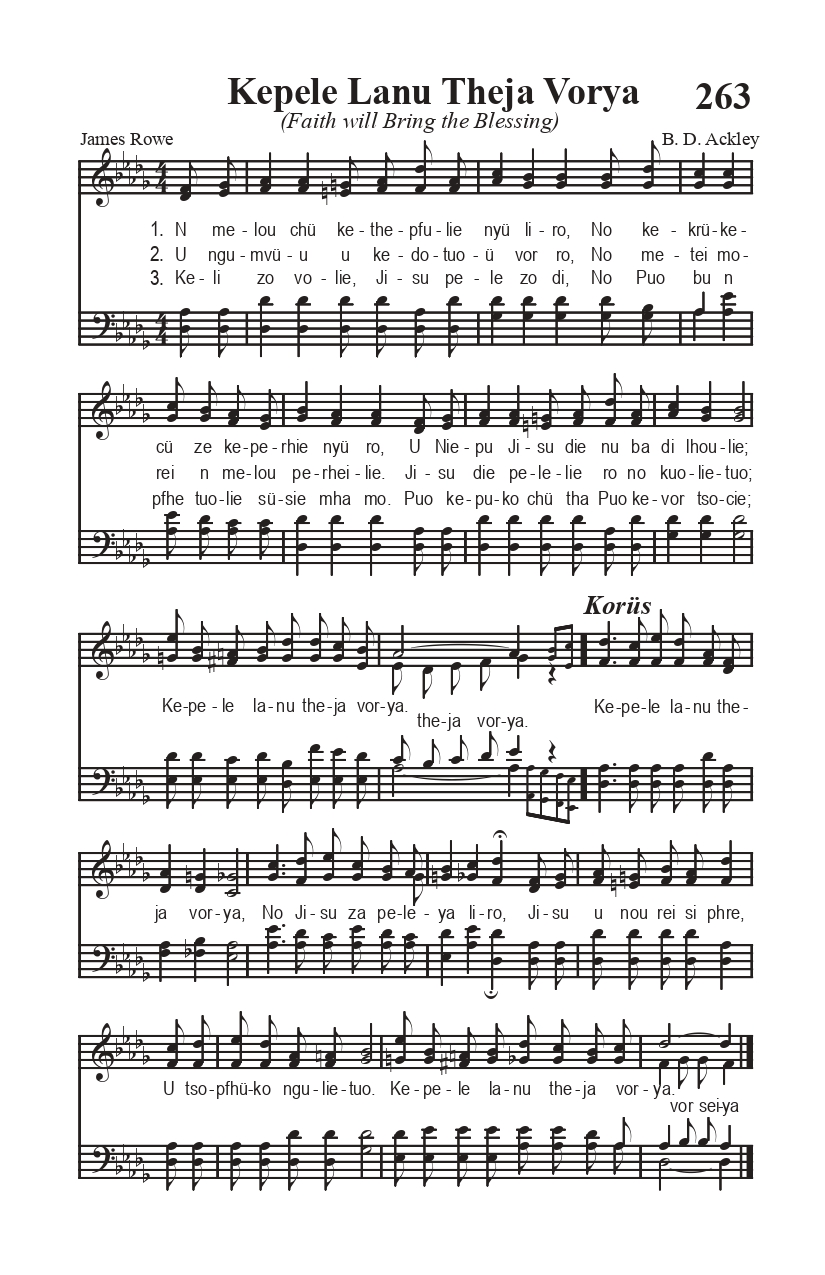 Kepele Lanu Theja Vorya 263
(Faith will Bring the Blessing)
James Rowe B. D. Ackley
1. N me-lou chü ke-the-pfu-lie nyü li-ro, No ke-krü-ke-
2. U ngu-mvü-u u ke-do-tuo-ü vor ro, No me-tei mo-
3. Ke-li zo vo-lie, Ji-su pe-le zo di, No Puo bu n
cü ze ke-pe-rhie nyü ro, U Nie-pu Ji-su die nu ba di lhou-lie;
rei n me-lou pe-rhei-lie. Ji-su die pe-le-lie ro no kuo-lie-tuo;
pfhe tuo-lie sü-sie mha mo. Puo ke-pu-ko chü tha Puo ke-vor tso-cie;
Korüs
Ke-pe-le la-nu the-ja vor-ya. Ke-pe-le la-nu the-
the-ja vor-ya.
ja vor-ya, No Ji-su za pe-le-ya li-ro, Ji-su u nou rei si phre,
U tso-pfhü-ko ngu-lie-tuo. Ke-pe-le la-nu the-ja vor-ya.
vor sei-ya